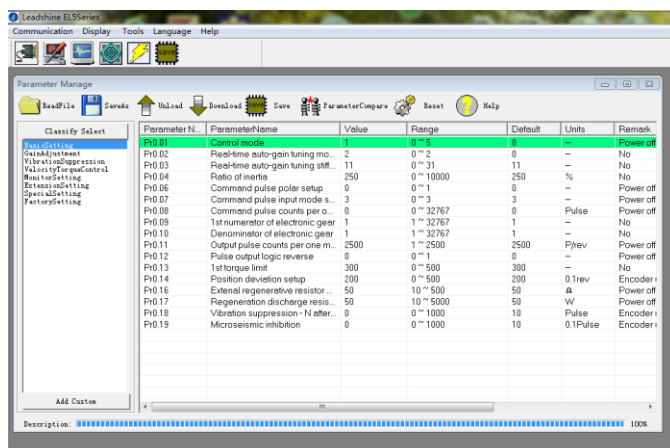 Leadshine EL5Series
Communication Display Tools Language Help
Parameter Manage
ReadFile SaveAs Upload Download Save ParameterCompare Reset Help
Classify Select
BasicSetting
GainAdjustment
VibrationSuppression
VelocityTorqueControl
MonitorSetting
ExtensionSetting
SpecialSetting
FactorySetting
Add Custom
Parameter N... ParameterName Value Range Default Units Remark
Pr0.01 Control mode 1 0 ~ 5 0 – Power off
Pr0.02 Real-time auto-gain tuning mo... 2 0 ~ 2 0 – No
Pr0.03 Real-time auto-gain tuning stiff... 11 0 ~ 31 11 – No
Pr0.04 Ratio of inertia 250 0 ~ 10000 250 % No
Pr0.06 Command pulse polar setup 0 0 ~ 1 0 – Power off
Pr0.07 Command pulse input mode s... 3 0 ~ 3 3 – Power off
Pr0.08 Command pulse counts per o... 0 0 ~ 32767 0 Pulse Power off
Pr0.09 1st numerator of electronic gear 1 1 ~ 32767 1 – No
Pr0.10 Denominator of electronic gear 1 1 ~ 32767 1 – No
Pr0.11 Output pulse counts per one m... 2500 1 ~ 2500 2500 P/rev Power off
Pr0.12 Pulse output logic reverse 0 0 ~ 1 0 – Power off
Pr0.13 1st torque limit 300 0 ~ 500 300 – No
Pr0.14 Position deviation setup 200 0 ~ 500 200 0.1rev Encoder
Pr0.16 External regenerative resistor ... 50 10 ~ 500 50 Ω Power off
Pr0.17 Regeneration discharge resis... 50 10 ~ 5000 50 W Power off
Pr0.18 Vibration suppression - N after... 0 0 ~ 1000 10 Pulse Encoder
Pr0.19 Microseismic inhibition 0 0 ~ 1000 10 0.1Pulse Encoder
Description: 100%